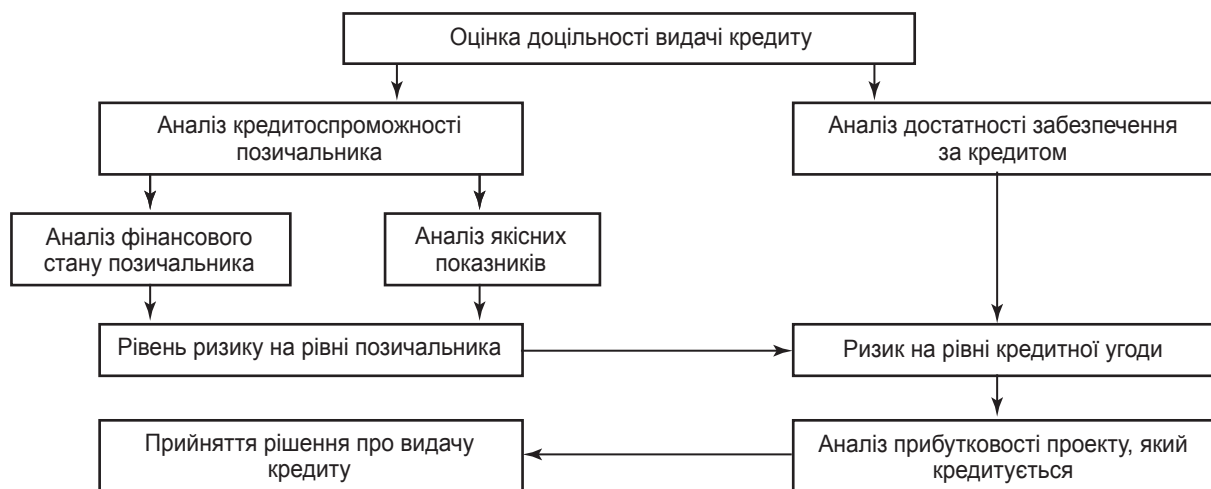 Оцінка доцільності видачі кредиту
Аналіз кредитоспроможності
позичальника
Аналіз достатності забезпечення
за кредитом
Аналіз фінансового
стану позичальника
Аналіз якісних
показників
Рівень ризику на рівні позичальника
Ризик на рівні кредитної угоди
Прийняття рішення про видачу
кредиту
Аналіз прибутковості проекту, який
кредитується